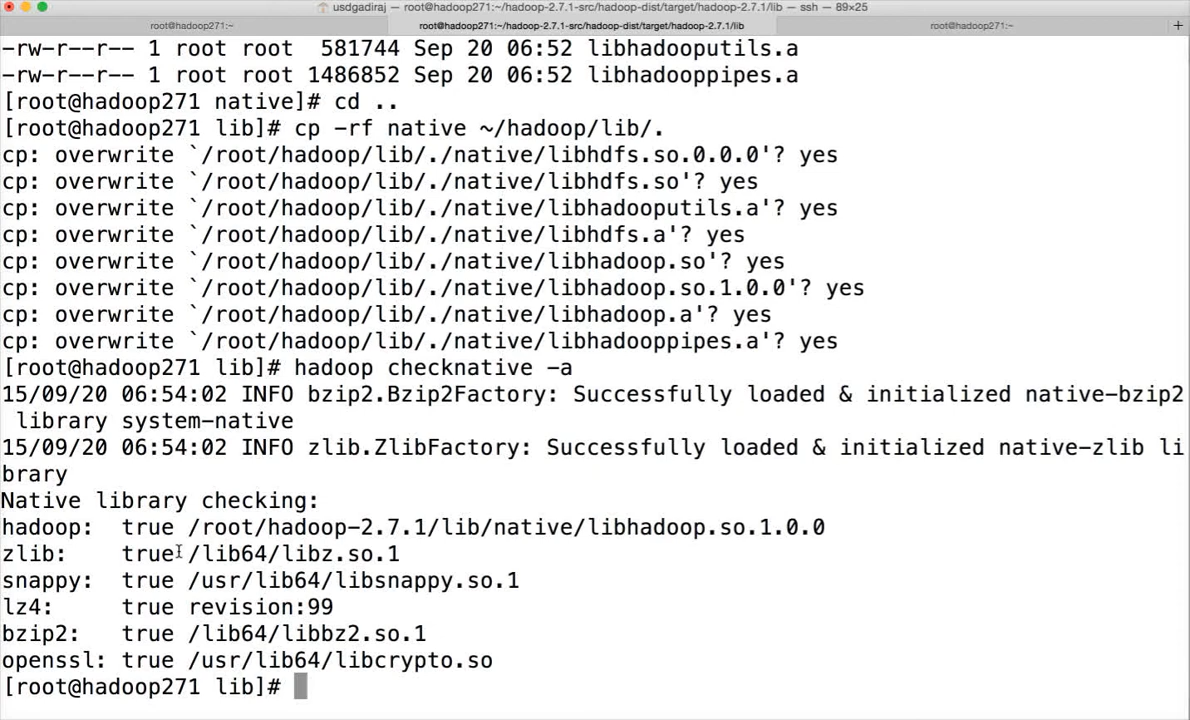 usdgadiraj — root@hadoop271:~/hadoop-2.7.1-src/hadoop-dist/target/hadoop-2.7.1/lib — ssh — 89×25
root@hadoop271:~ root@hadoop271:~/hadoop-2.7.1-src/hadoop-dist/target/hadoop-2.7.1/lib root@hadoop271:~ +
-rw-r--r-- 1 root root  581744 Sep 20 06:52 libhadooputils.a
-rw-r--r-- 1 root root 1486852 Sep 20 06:52 libhadooppipes.a
[root@hadoop271 native]# cd ..
[root@hadoop271 lib]# cp -rf native ~/hadoop/lib/.
cp: overwrite `/root/hadoop/lib/./native/libhdfs.so.0.0.0'? yes
cp: overwrite `/root/hadoop/lib/./native/libhdfs.so'? yes
cp: overwrite `/root/hadoop/lib/./native/libhadooputils.a'? yes
cp: overwrite `/root/hadoop/lib/./native/libhdfs.a'? yes
cp: overwrite `/root/hadoop/lib/./native/libhadoop.so'? yes
cp: overwrite `/root/hadoop/lib/./native/libhadoop.so.1.0.0'? yes
cp: overwrite `/root/hadoop/lib/./native/libhadoop.a'? yes
cp: overwrite `/root/hadoop/lib/./native/libhadooppipes.a'? yes
[root@hadoop271 lib]# hadoop checknative -a
15/09/20 06:54:02 INFO bzip2.Bzip2Factory: Successfully loaded & initialized native-bzip2
 library system-native
15/09/20 06:54:02 INFO zlib.ZlibFactory: Successfully loaded & initialized native-zlib li
brary
Native library checking:
hadoop:  true /root/hadoop-2.7.1/lib/native/libhadoop.so.1.0.0
zlib:    true /lib64/libz.so.1
snappy:  true /usr/lib64/libsnappy.so.1
lz4:     true revision:99
bzip2:   true /lib64/libbz2.so.1
openssl: true /usr/lib64/libcrypto.so
[root@hadoop271 lib]#